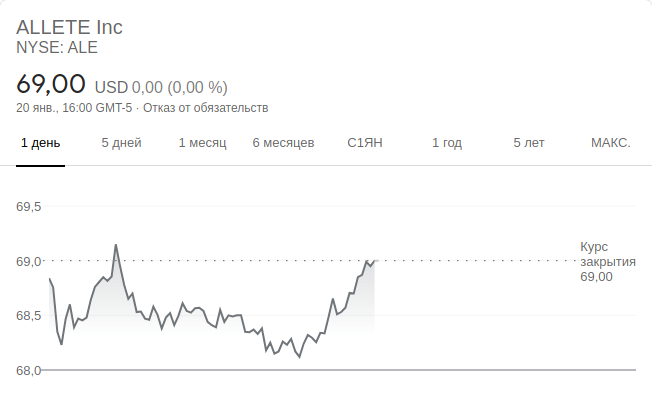 ALLETE Inc
NYSE: ALE
69,00 USD 0,00 (0,00 %)
20 янв., 16:00 GMT-5 · Отказ от обязательств
1 день 5 дней 1 месяц 6 месяцев С1ЯН 1 год 5 лет МАКС.
69,5
69,0
68,5
68,0
Курс
закрытия
69,00